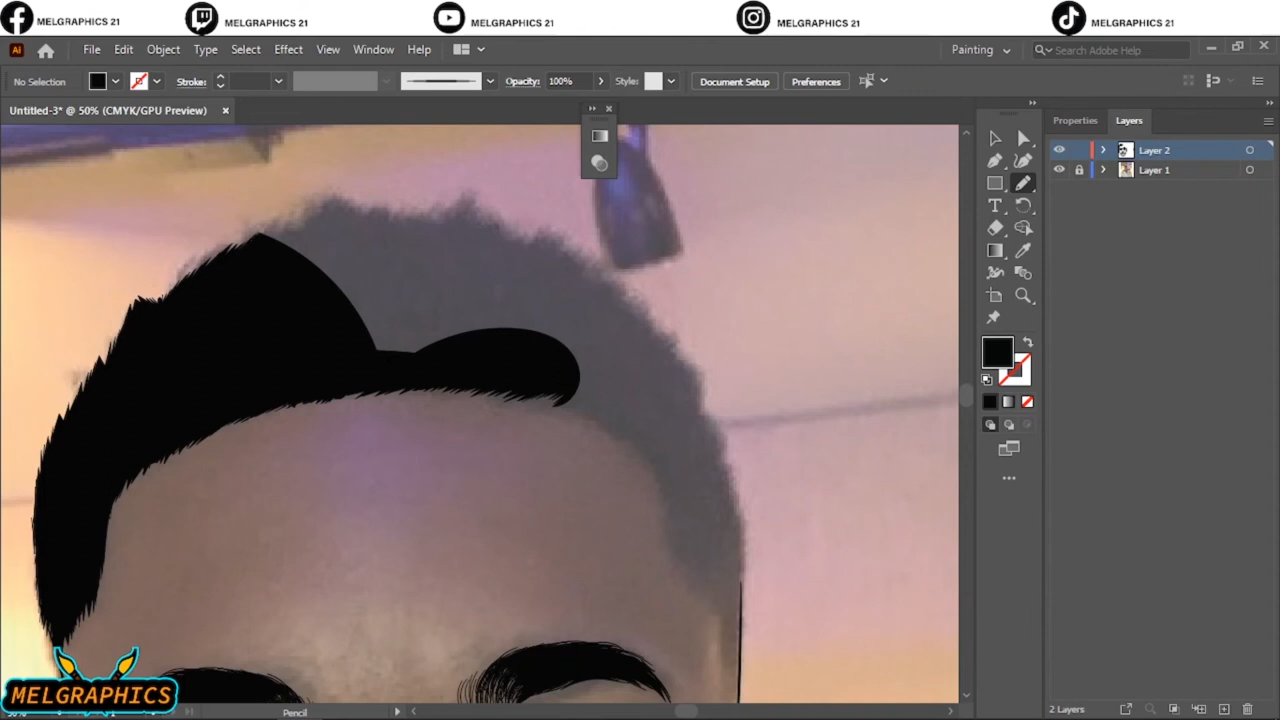 MELGRAPHICS 21 MELGRAPHICS 21 MELGRAPHICS 21 MELGRAPHICS 21 MELGRAPHICS 21
Ai File Edit Object Type Select Effect View Window Help Painting Search Adobe Help
No Selection Stroke: Opacity: 100% Style: Document Setup Preferences
Untitled-3* @ 50% (CMYK/GPU Preview)
Properties Layers
Layer 2
Layer 1
T
MELGRAPHICS
Pencil
2 Layers